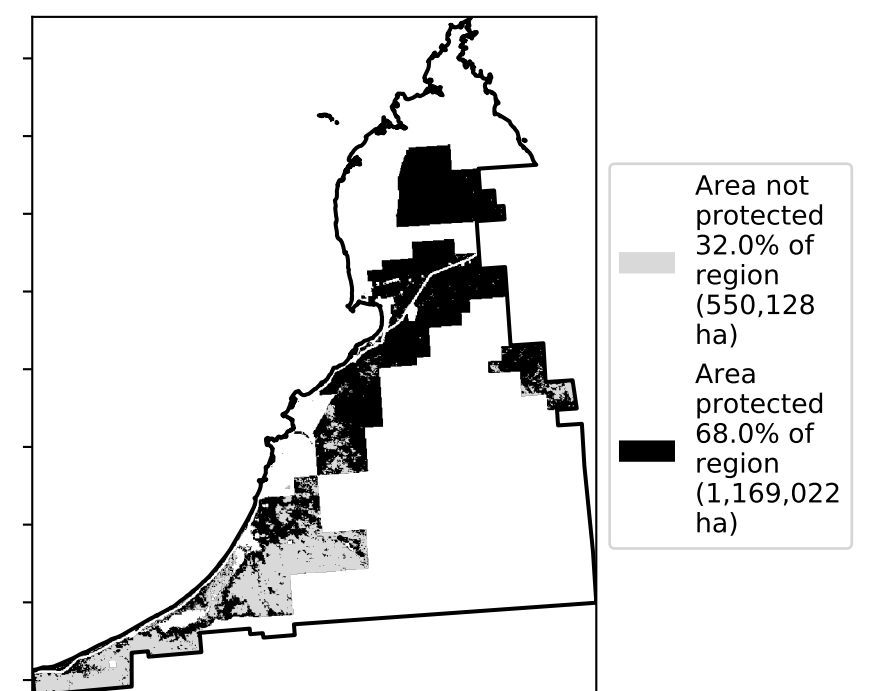 Area not
protected
32.0% of
region
(550,128
ha)
Area
protected
68.0% of
region
(1,169,022
ha)